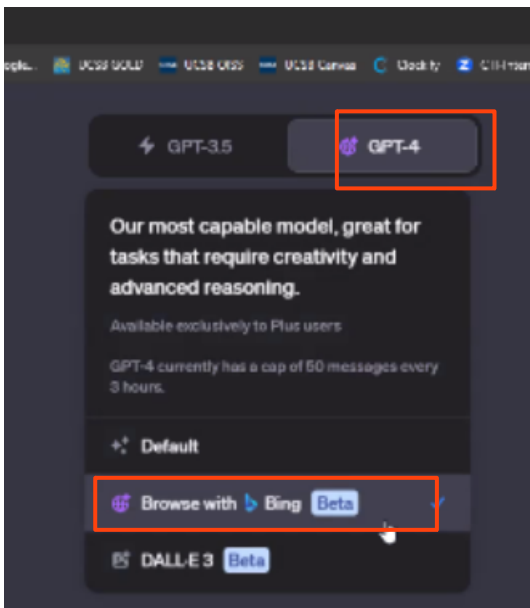 UCSB GOLD UCSB OISS UCSB Canvas Clockify
GPT-3.5 GPT-4
Our most capable model, great for
tasks that require creativity and
advanced reasoning.
Available exclusively to Plus users
GPT-4 currently has a cap of 50 messages every
3 hours.
Default
Browse with Bing Beta
DALL·E 3 Beta